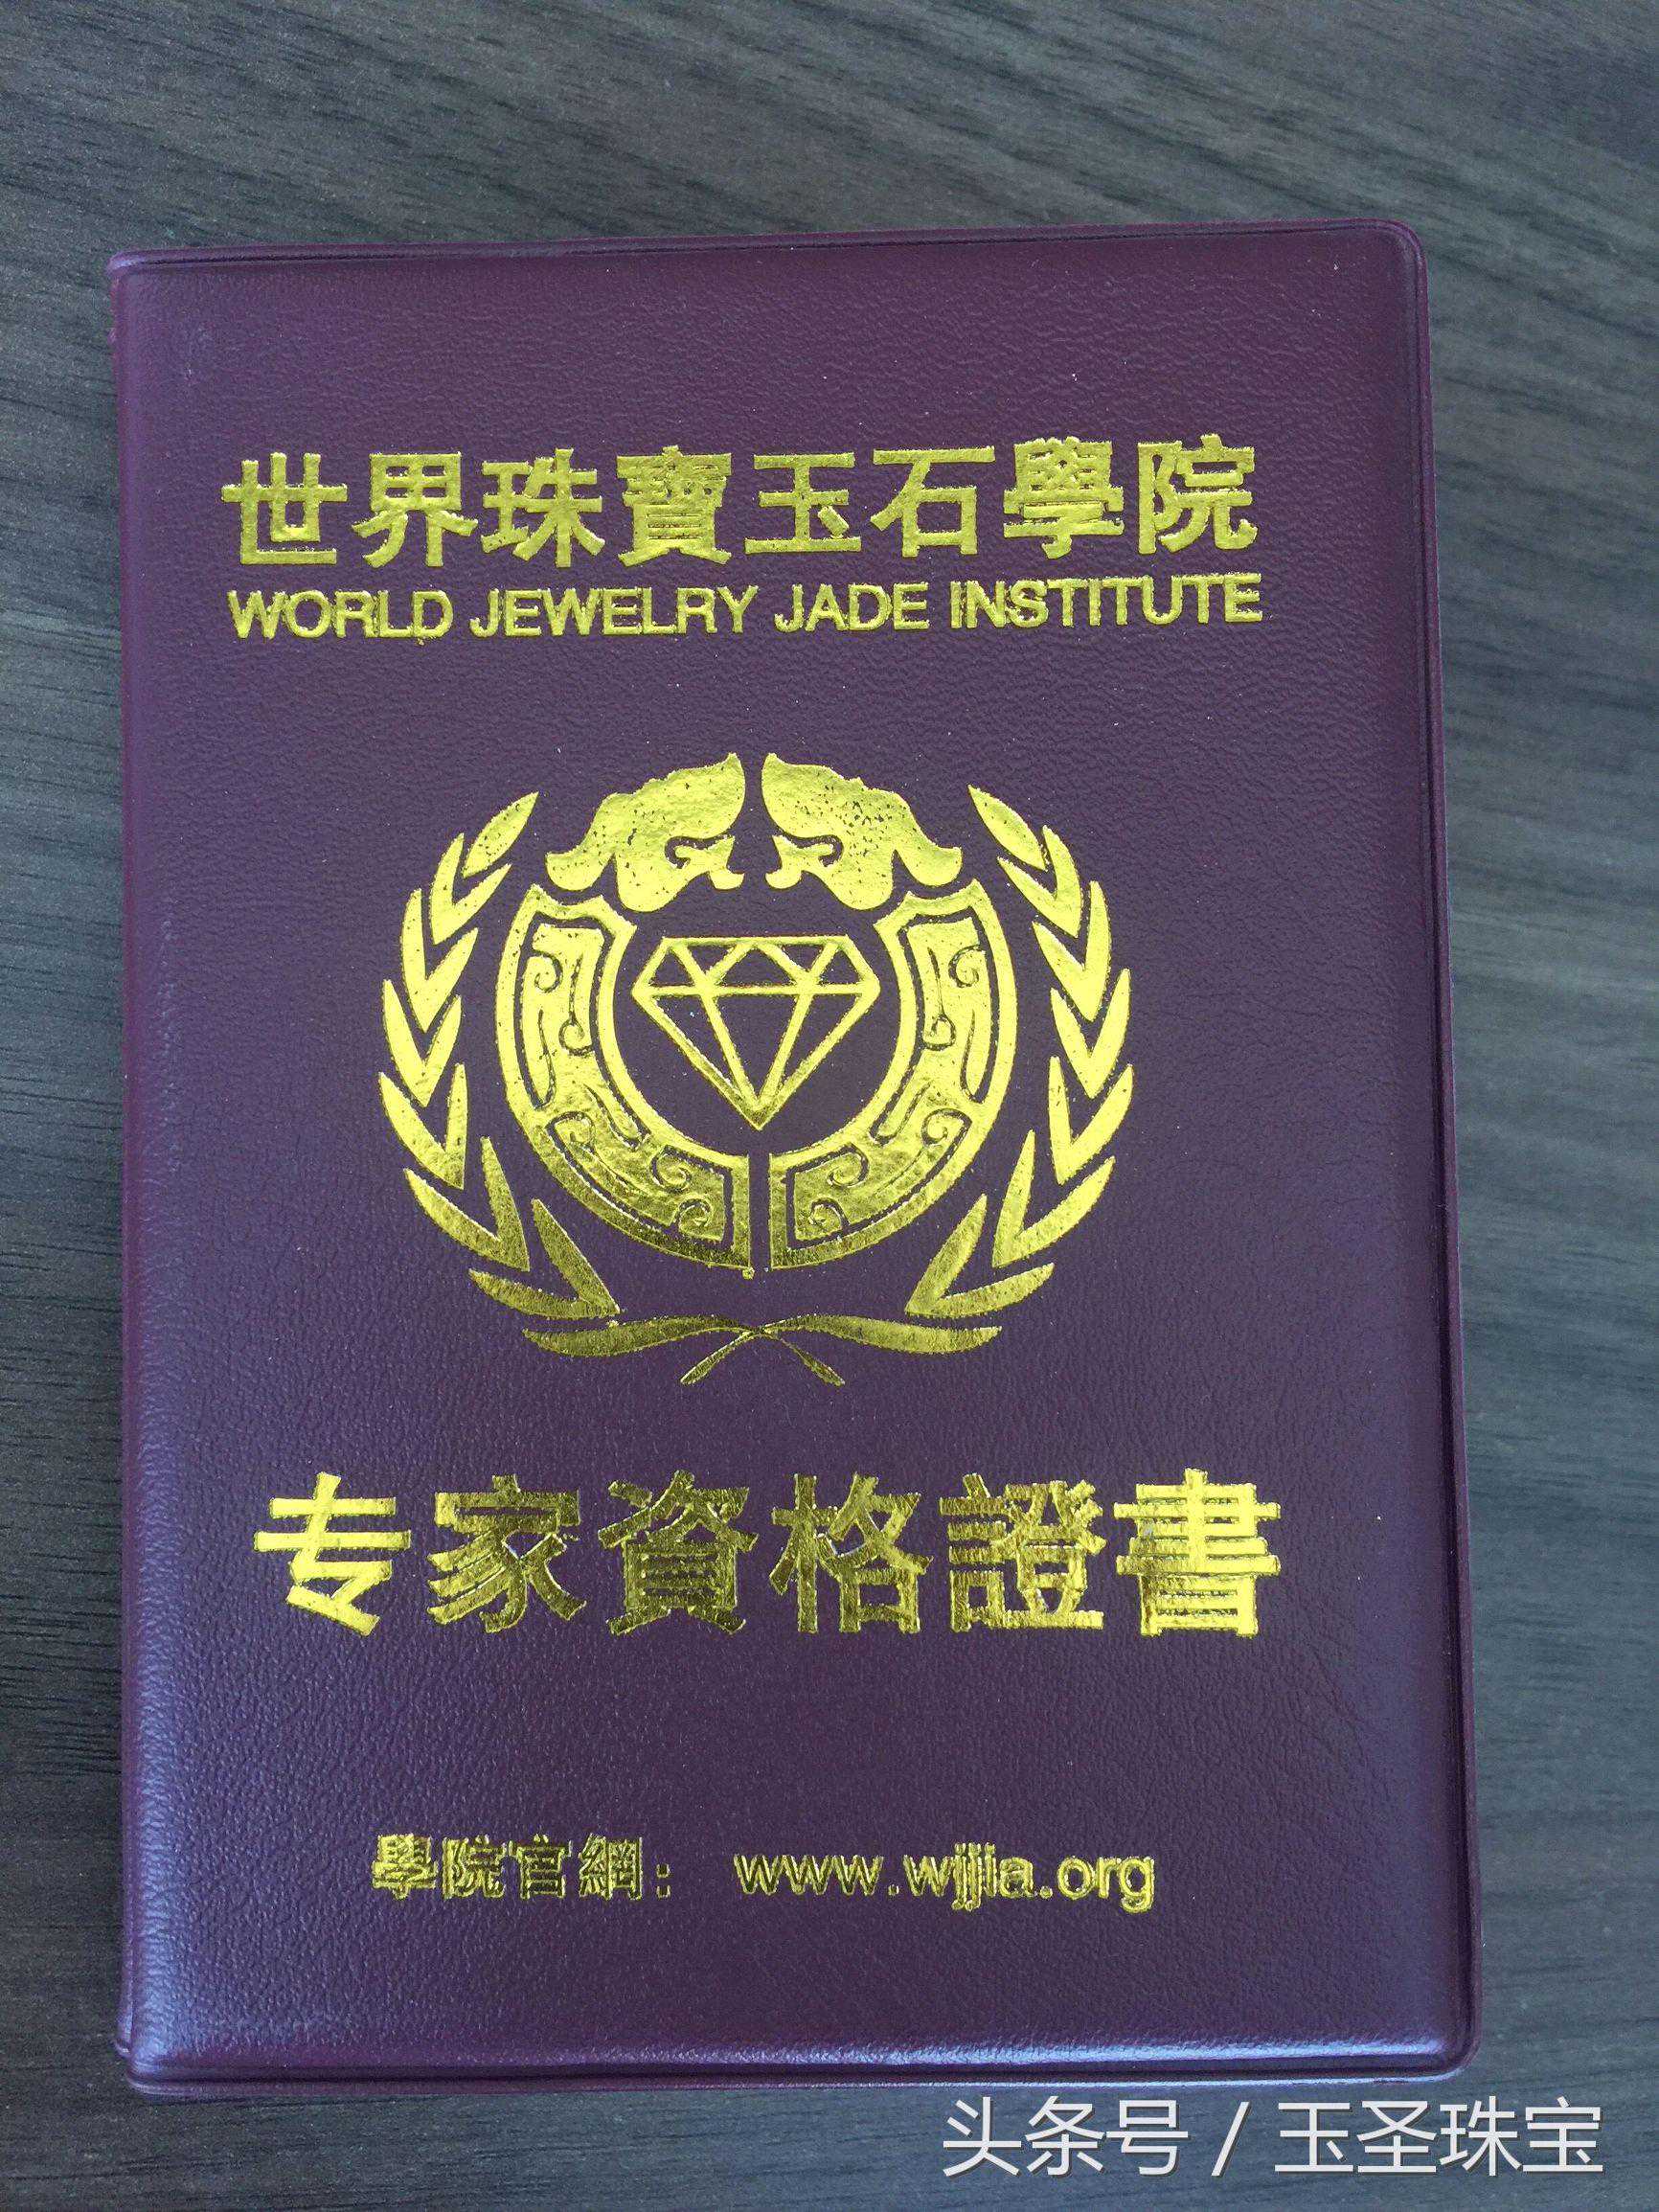 世界珠寶玉石學院
WORLD JEWELRY JADE INSTITUTE
专家資格證書
學院官網： www.wjjia.org
头条号 / 玉圣珠宝